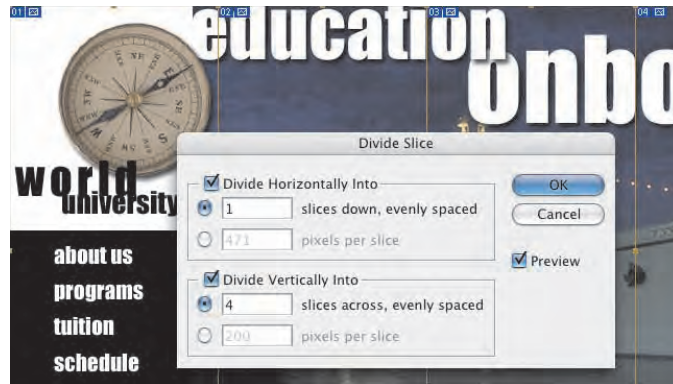 01
02
03
04
education
onbo
world
university
about us
programs
tuition
schedule
Divide Slice
Divide Horizontally Into
1 slices down, evenly spaced
471 pixels per slice
Divide Vertically Into
4 slices across, evenly spaced
200 pixels per slice
OK
Cancel
Preview
N
NE
E
SE
S
W